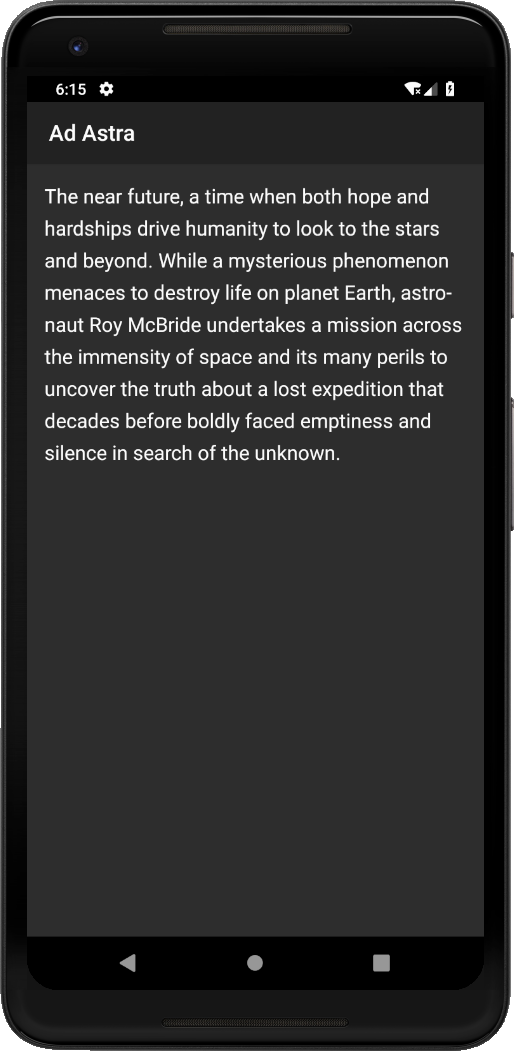 6:15
Ad Astra
The near future, a time when both hope and
hardships drive humanity to look to the stars
and beyond. While a mysterious phenomenon
menaces to destroy life on planet Earth, astro-
naut Roy McBride undertakes a mission across
the immensity of space and its many perils to
uncover the truth about a lost expedition that
decades before boldly faced emptiness and
silence in search of the unknown.